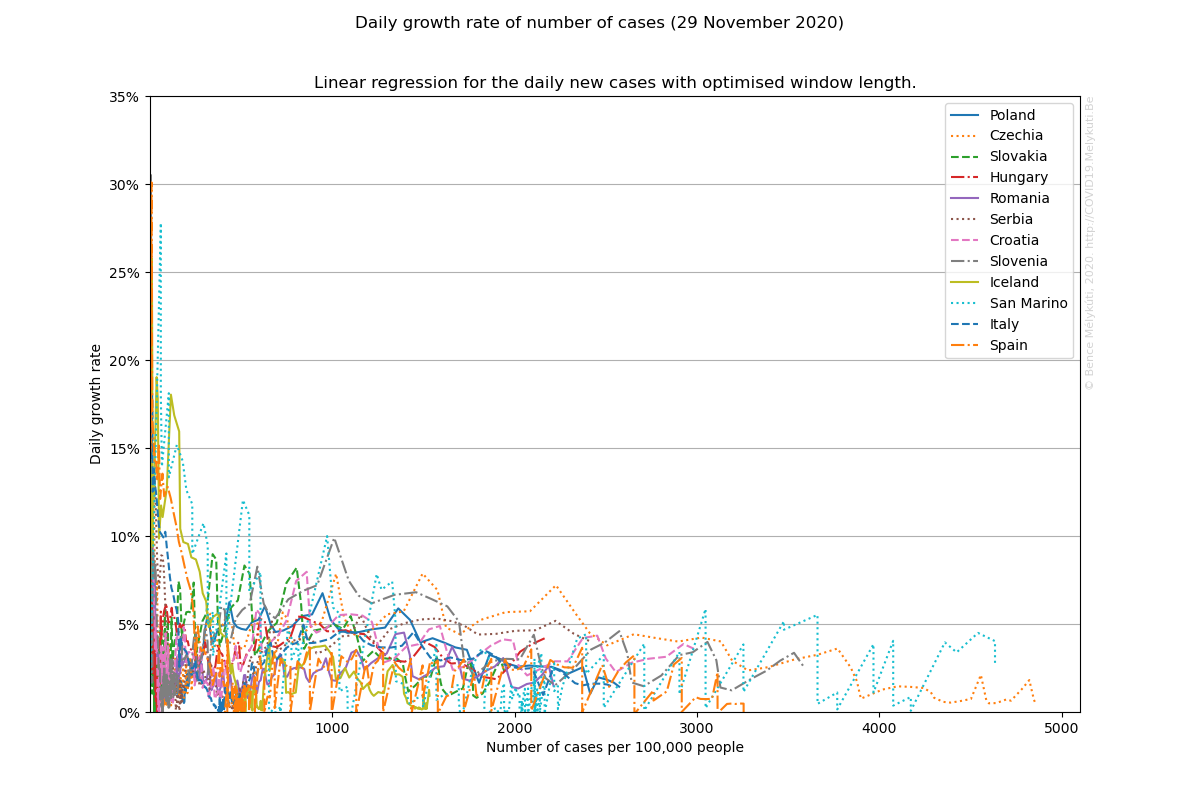 Daily growth rate of number of cases (29 November 2020)
Linear regression for the daily new cases with optimised window length.
35%
30%
25%
20%
15%
10%
5%
0%
Daily growth rate
1000
2000
3000
4000
5000
Number of cases per 100,000 people
Poland
Czechia
Slovakia
Hungary
Romania
Serbia
Croatia
Slovenia
Iceland
San Marino
Italy
Spain
© Bence Mélykúti, 2020. http://COVID19.Melykuti.Be